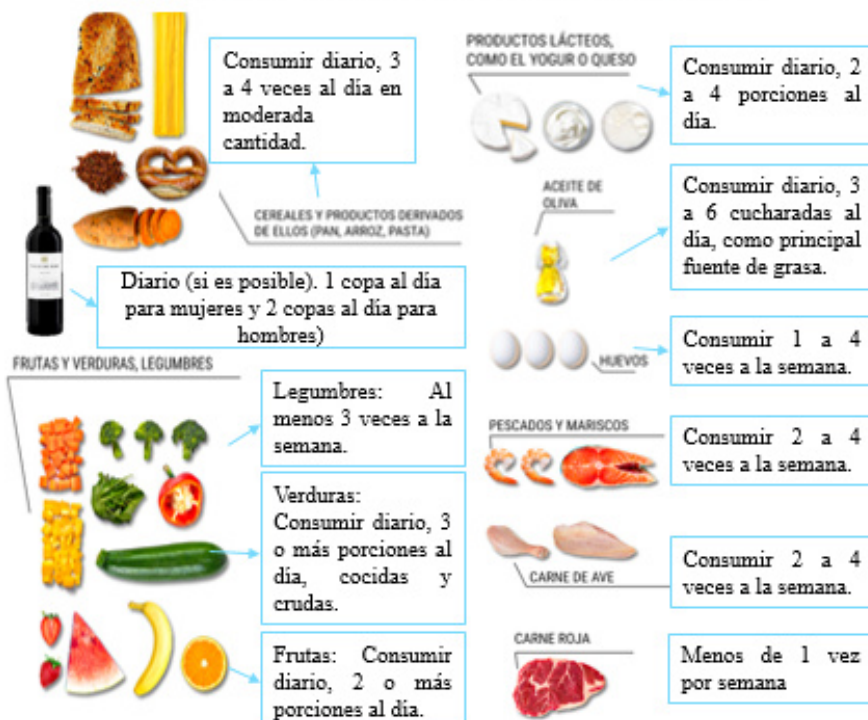 Consumir diario, 3
a 4 veces al día en
moderada
cantidad.
CEREALES Y PRODUCTOS DERIVADOS
DE ELLOS (PAN, ARROZ, PASTA)
Diario (si es posible). 1 copa al día
para mujeres y 2 copas al día para
hombres)
FRUTAS Y VERDURAS, LEGUMBRES
Legumbres: Al
menos 3 veces a la
semana.
Verduras:
Consumir diario, 3
o más porciones al
día, cocidas y
crudas.
Frutas: Consumir
diario, 2 o más
porciones al día.
PRODUCTOS LÁCTEOS,
COMO EL YOGUR O QUESO
Consumir diario, 2
a 4 porciones al
día.
ACEITE DE
OLIVA
Consumir diario, 3
a 6 cucharadas al
día, como principal
fuente de grasa.
HUEVOS
Consumir 1 a 4
veces a la semana.
PESCADOS Y MARISCOS
Consumir 2 a 4
veces a la semana.
CARNE DE AVE
Consumir 2 a 4
veces a la semana.
CARNE ROJA
Menos de 1 vez
por semana